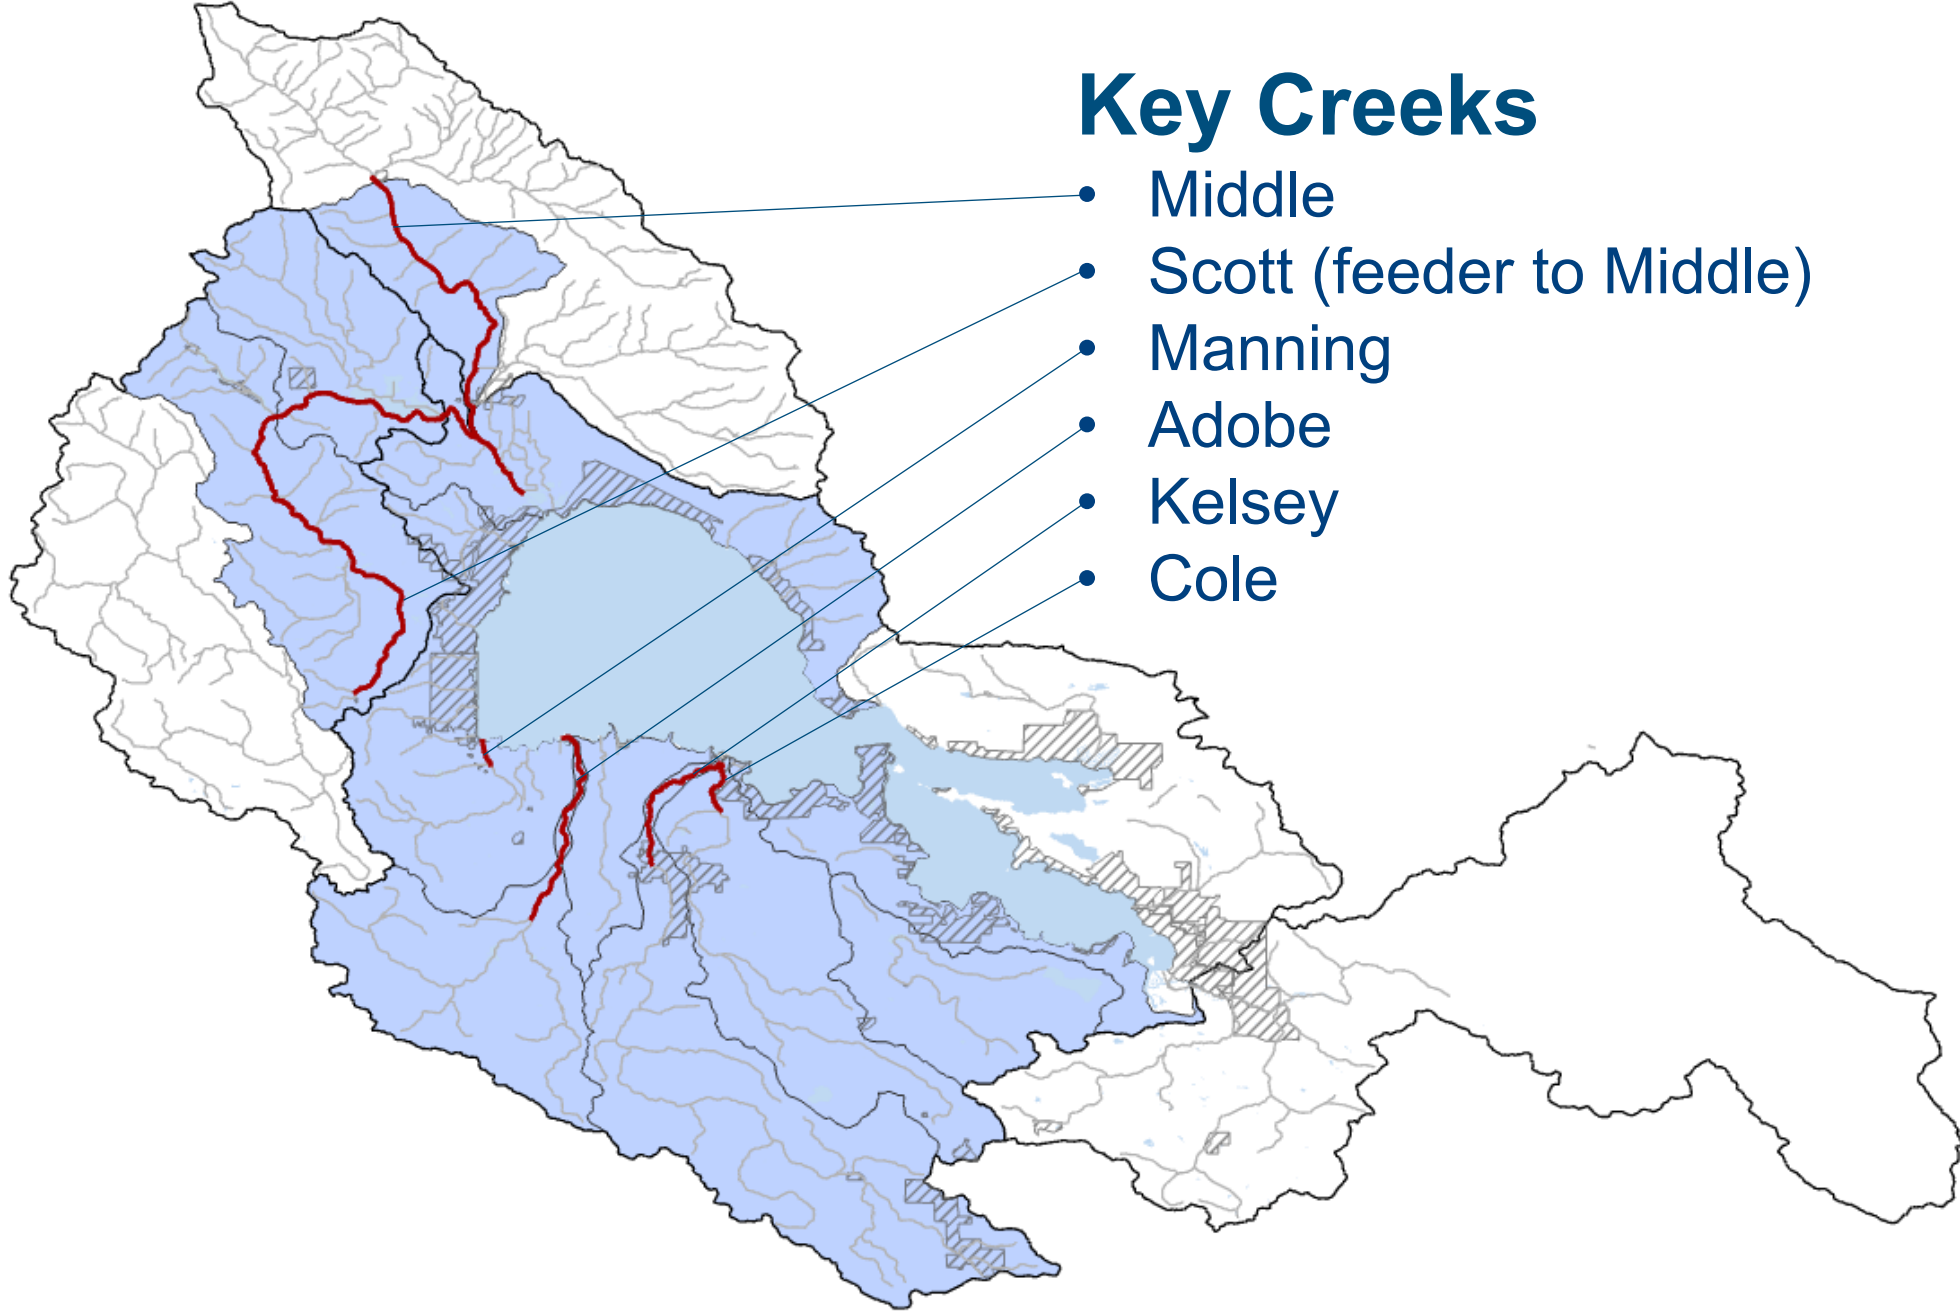 Key Creeks
• Middle
• Scott (feeder to Middle)
• Manning
• Adobe
• Kelsey
• Cole